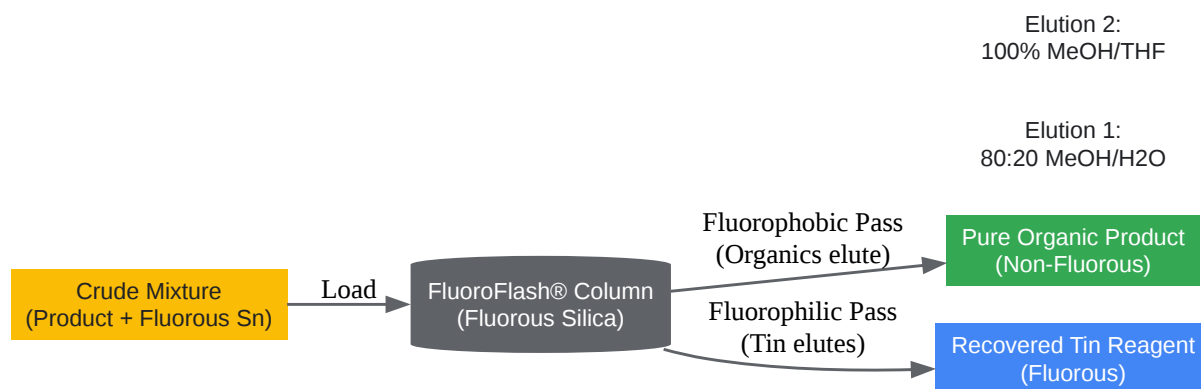 Elution 2:
100% MeOH/THF
Elution 1:
80:20 MeOH/H2O
Fluorophobic Pass
(Organics elute)
Pure Organic Product
(Non-Fluorous)
Crude Mixture
(Product + Fluorous Sn)
Load
FluoroFlash® Column
(Fluorous Silica)
Fluorophilic Pass
(Tin elutes)
Recovered Tin Reagent
(Fluorous)